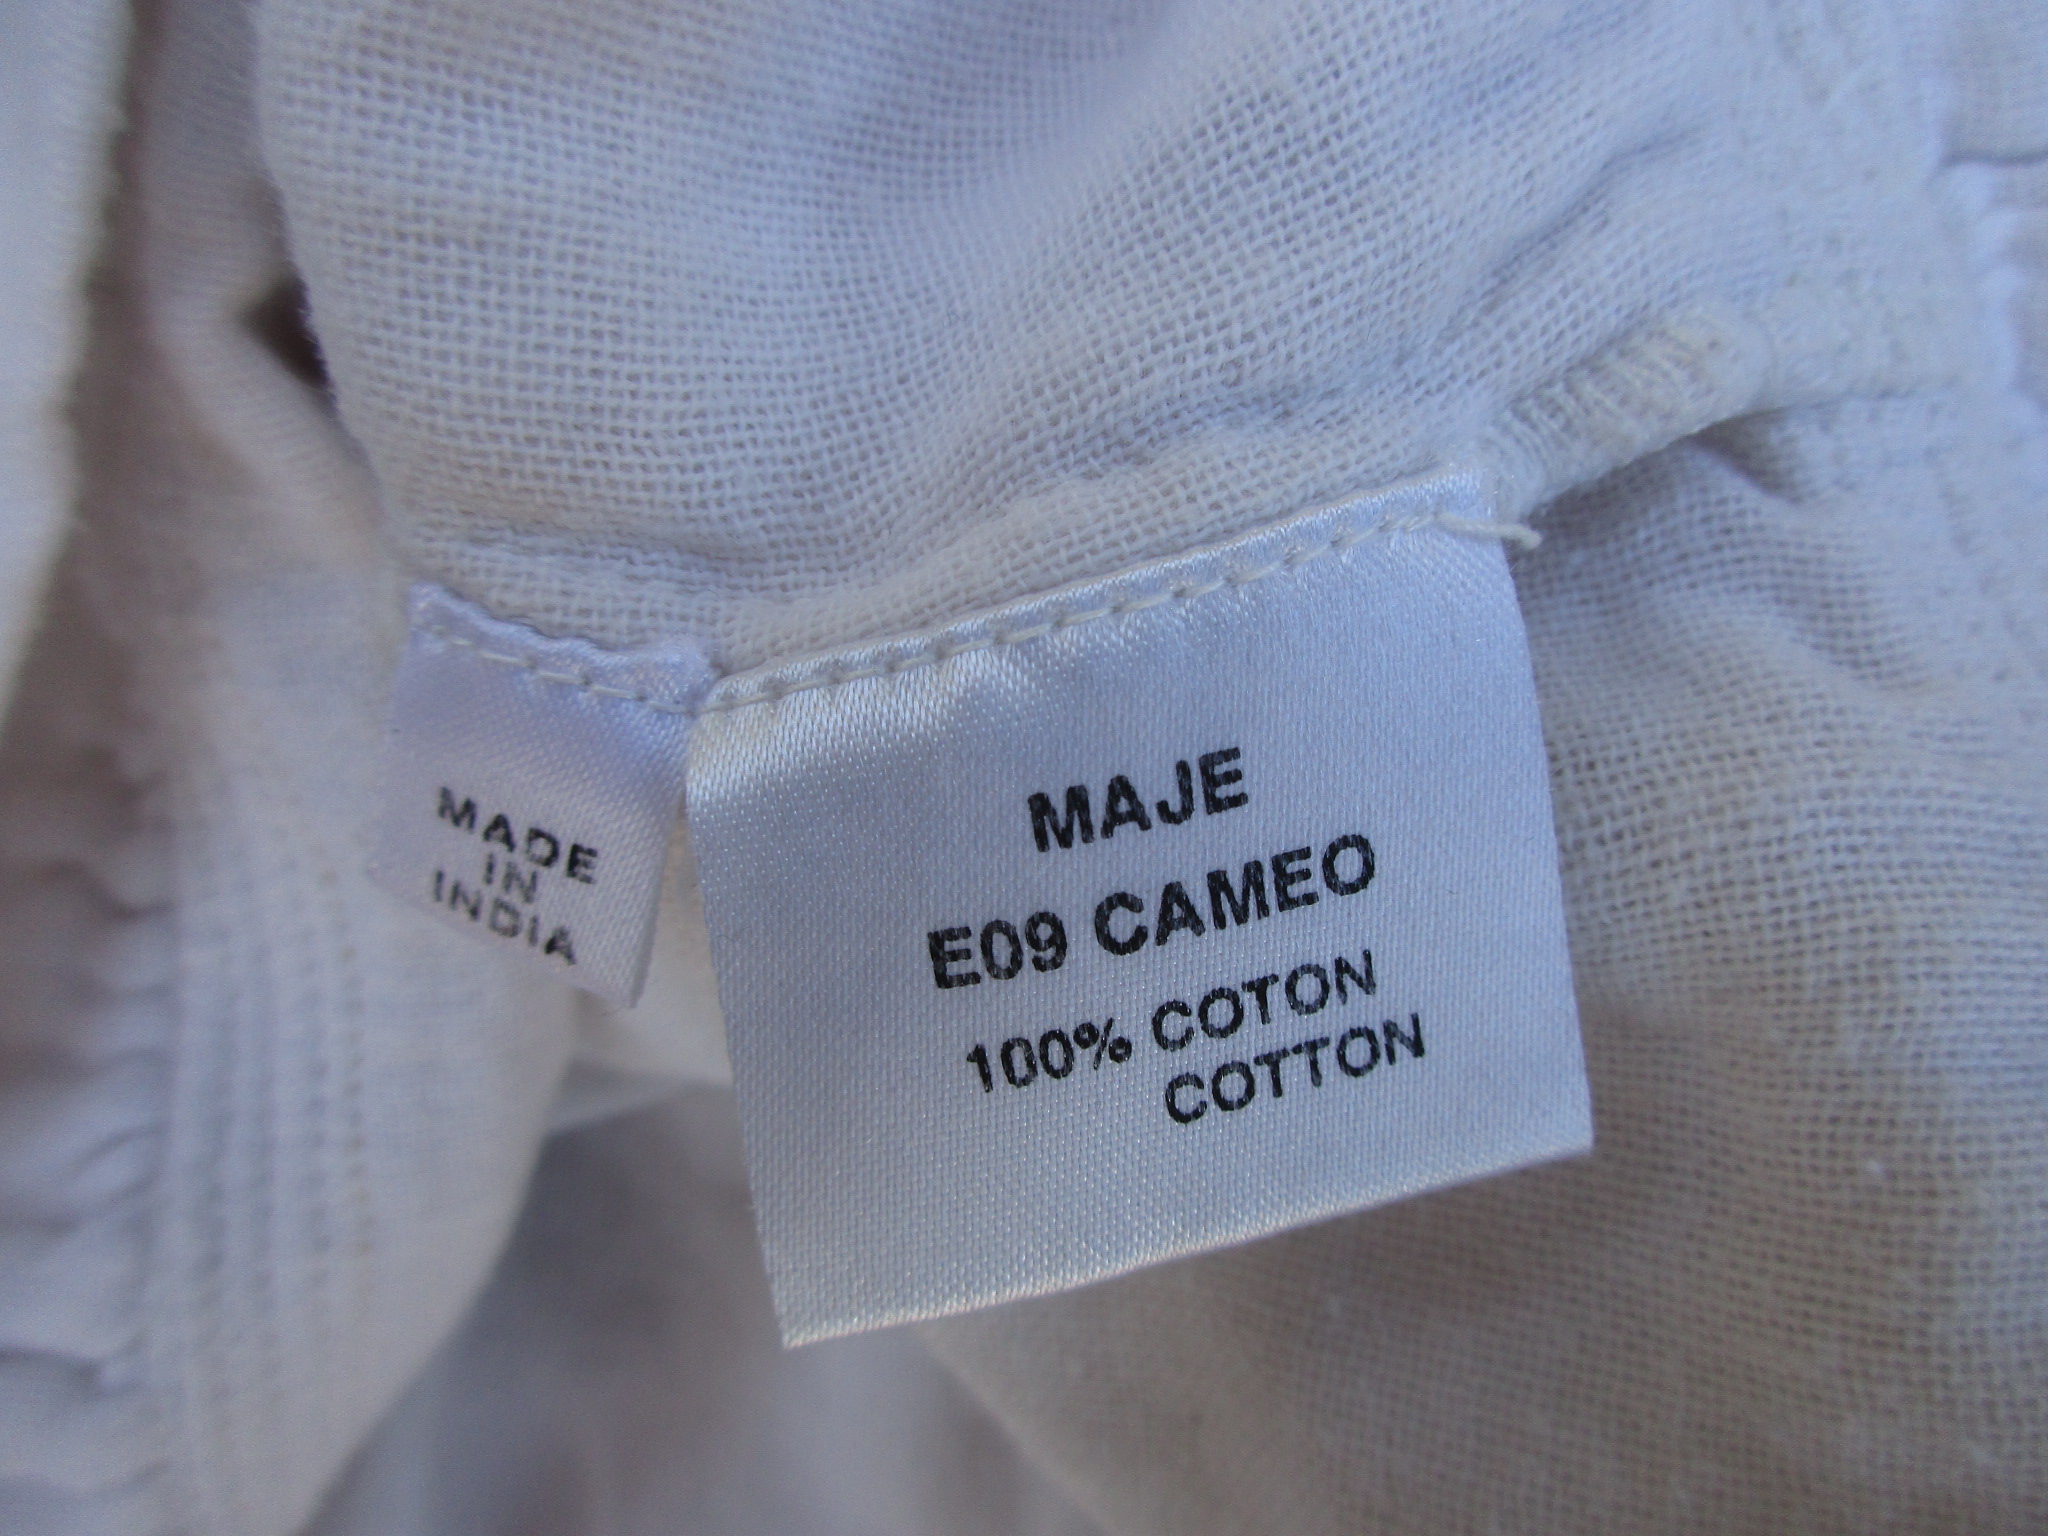 MADE
IN
INDIA
MAJE
E09 CAMEO
100% COTON
COTTON